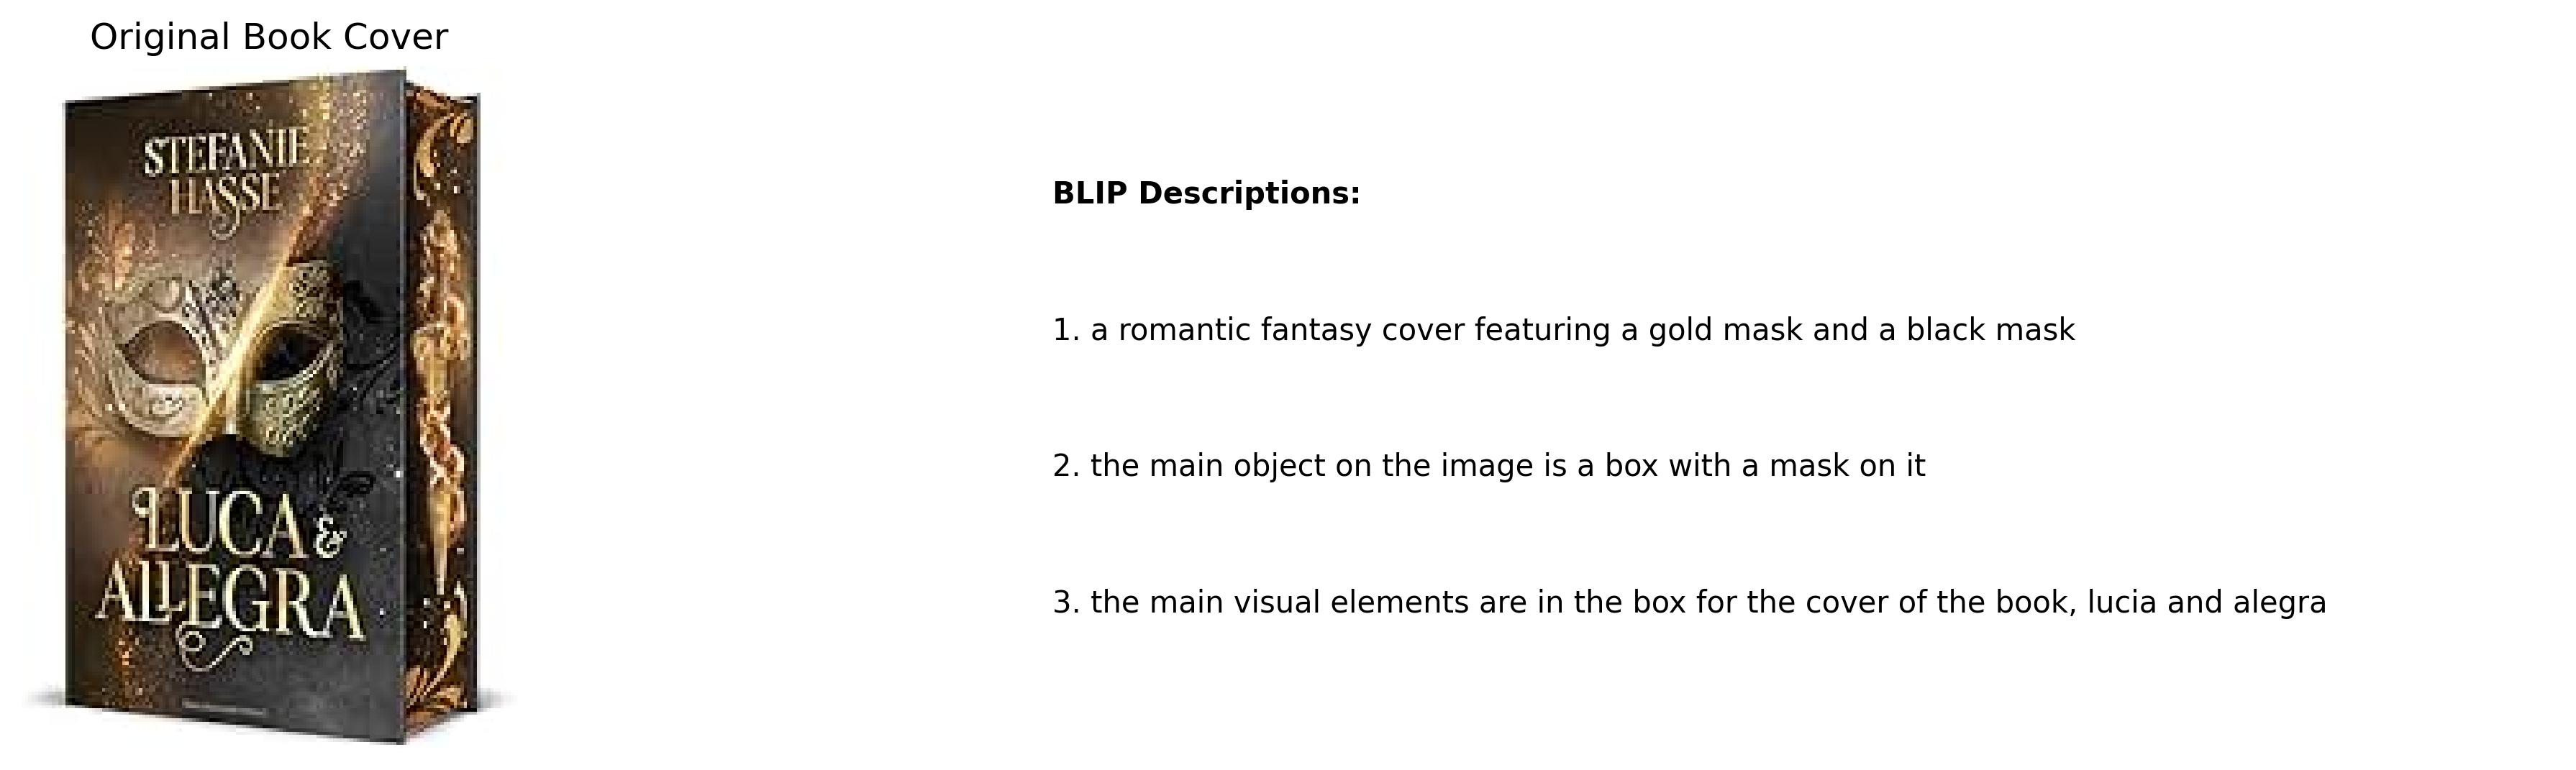 Original Book Cover
STEFANIE
HASSE
LUCA &
ALLEGRA
BLIP Descriptions:
1. a romantic fantasy cover featuring a gold mask and a black mask
2. the main object on the image is a box with a mask on it
3. the main visual elements are in the box for the cover of the book, lucia and alegra